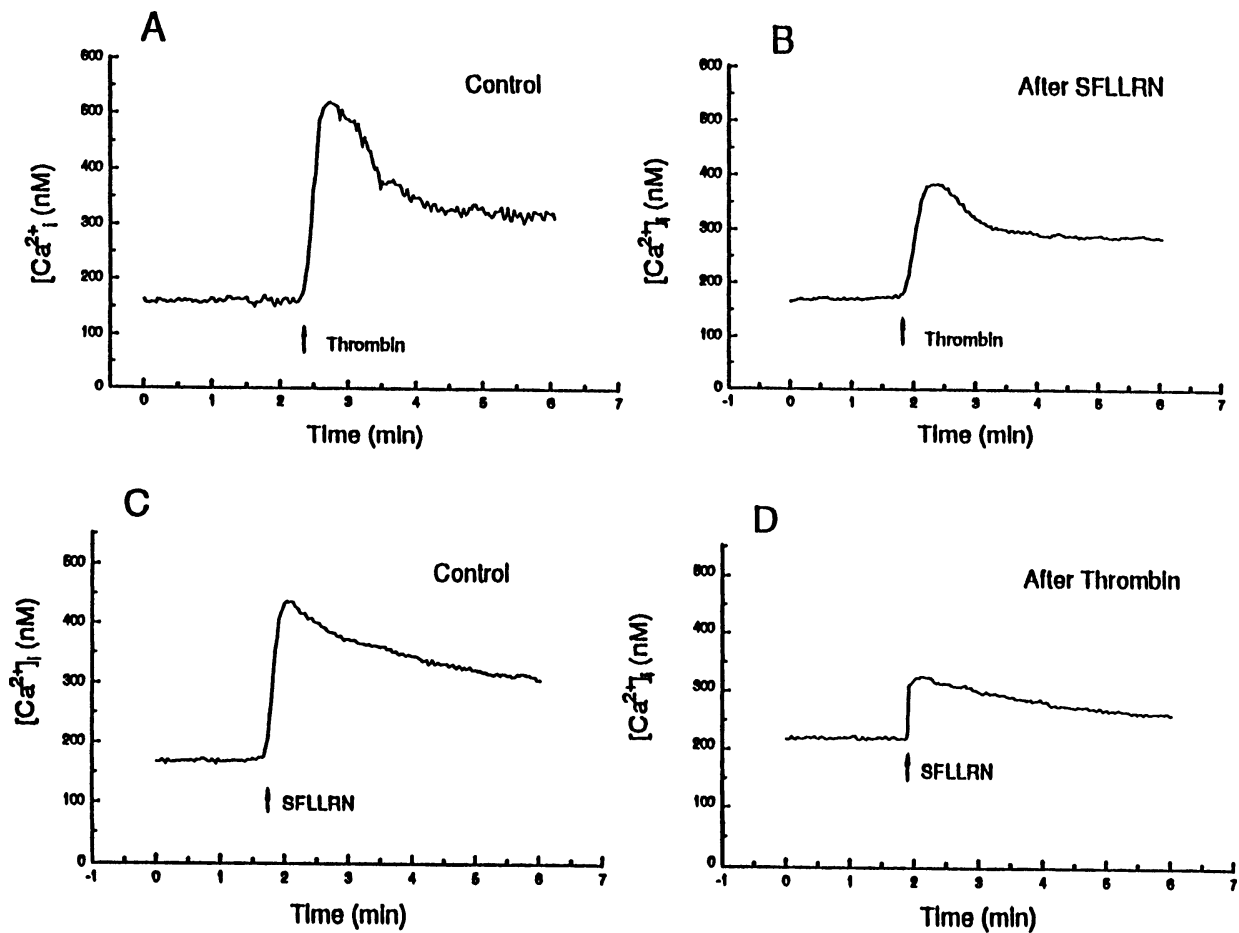 A
Control
[Ca²⁺i (nM)
600
500
400
300
200
100
0
Thrombin
0 1 2 3 4 5 6 7
Time (min)
B
After SFLLRN
[Ca²⁺]i (nM)
600
500
400
300
200
100
0
Thrombin
-1 0 1 2 3 4 5 6 7
Time (min)
C
Control
[Ca²⁺]i (nM)
500
400
300
200
100
0
SFLLRN
-1 0 1 2 3 4 5 6 7
Time (min)
D
After Thrombin
[Ca²⁺]i (nM)
500
400
300
200
100
0
SFLLRN
-1 0 1 2 3 4 5 6 7
Time (min)